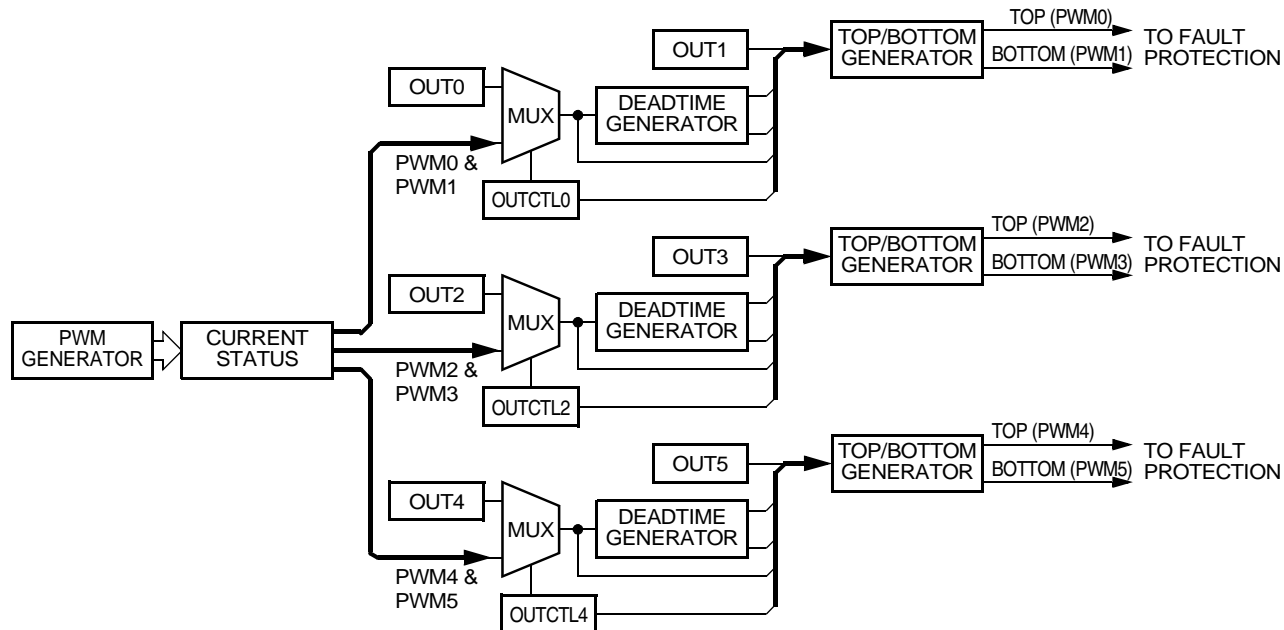 OUT1
TOP/BOTTOM
GENERATOR
TOP (PWM0)
BOTTOM (PWM1)
TO FAULT
PROTECTION
OUT0
MUX
DEADTIME
GENERATOR
PWM0 &
PWM1
OUTCTL0
OUT3
TOP/BOTTOM
GENERATOR
TOP (PWM2)
BOTTOM (PWM3)
TO FAULT
PROTECTION
OUT2
MUX
DEADTIME
GENERATOR
PWM
GENERATOR
CURRENT
STATUS
PWM2 &
PWM3
OUTCTL2
OUT5
TOP/BOTTOM
GENERATOR
TOP (PWM4)
BOTTOM (PWM5)
TO FAULT
PROTECTION
OUT4
MUX
DEADTIME
GENERATOR
PWM4 &
PWM5
OUTCTL4